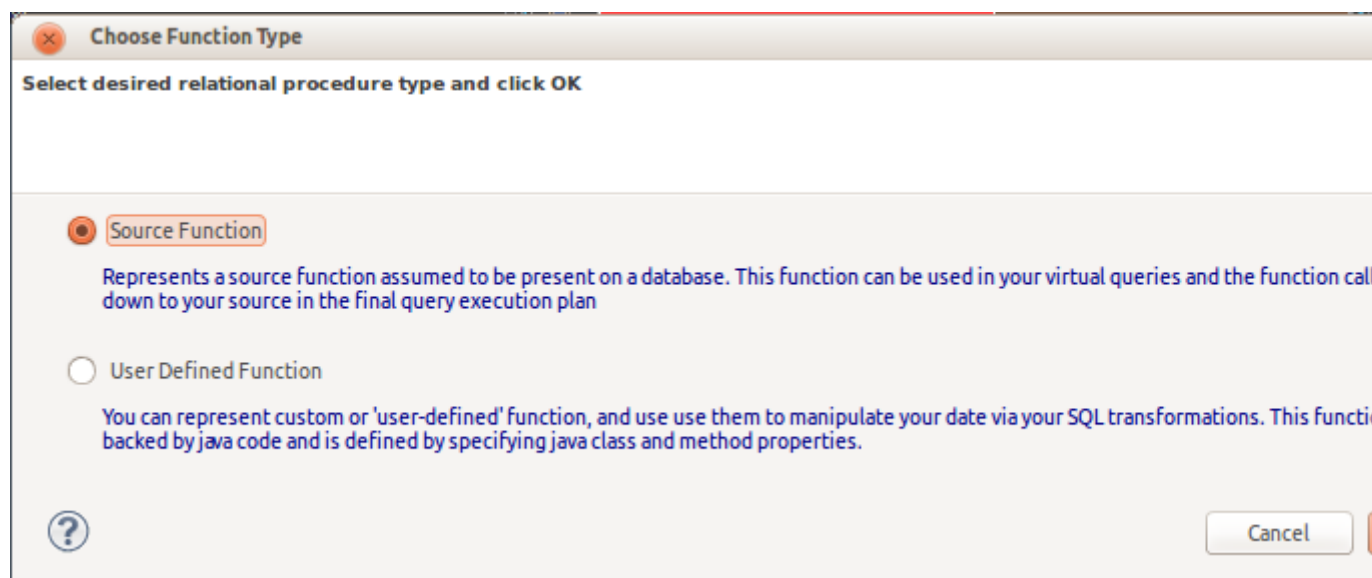 Choose Function Type
Select desired relational procedure type and click OK
Source Function
Represents a source function assumed to be present on a database. This function can be used in your virtual queries and the function call
down to your source in the final query execution plan
User Defined Function
You can represent custom or 'user-defined' function, and use use them to manipulate your date via your SQL transformations. This functi
backed by java code and is defined by specifying java class and method properties.
?
Cancel